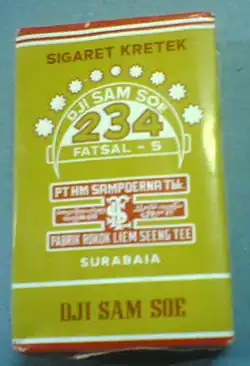 SIGARET KRETEK
DJI SAM SOE
234
FATSAL - 5
PT HM SAMPOERNA Tbk.
PABRIK ROKOK LIEM SEENG TEE
SURABAIA
DJI SAM SOE